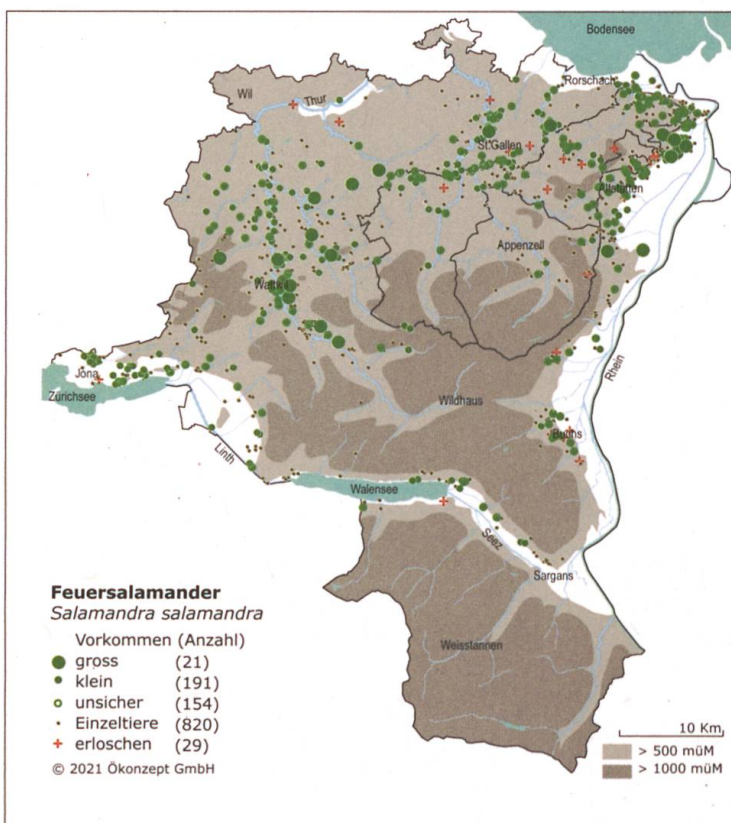 Bodensee
Rorschach
Wil
Thur
St.Gallen
Altstätten
Appenzell
Wattwil
Jona
Zürichsee
Rhein
Wildhaus
Buchs
Linth
Walensee
Seez
Sargans
Weisstannen
Feuersalamander
Salamandra salamandra
Vorkommen (Anzahl)
gross (21)
klein (191)
unsicher (154)
Einzeltiere (820)
erloschen (29)
© 2021 Ökonzept GmbH
10 Km
> 500 müM
> 1000 müM